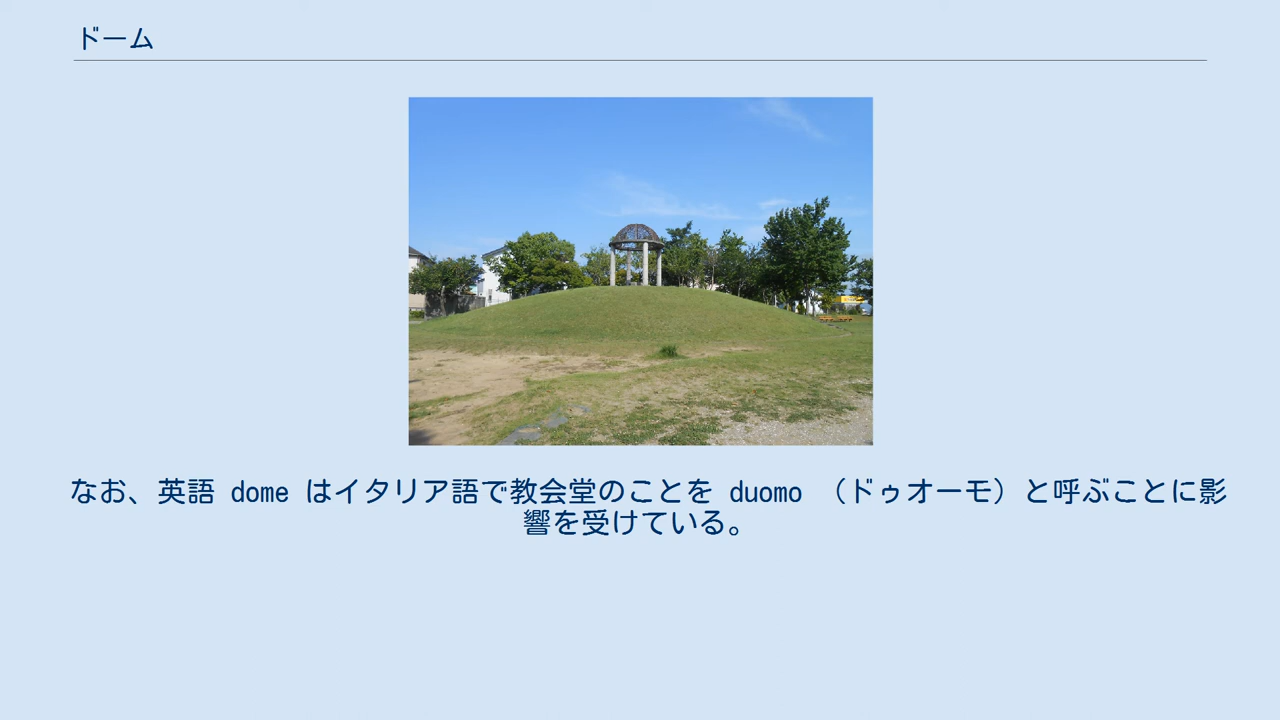 ドーム
なお、英語 dome はイタリア語で教会堂のことを duomo （ドゥオーモ）と呼ぶことに影
響を受けている。